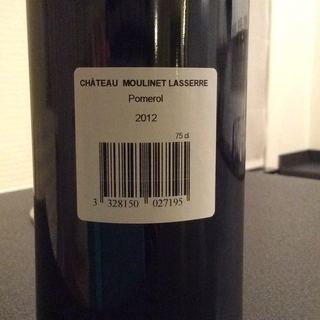 CHÂTEAU MOULINET LASSERRE
Pomerol
2012
75 cl
3 328150 027195